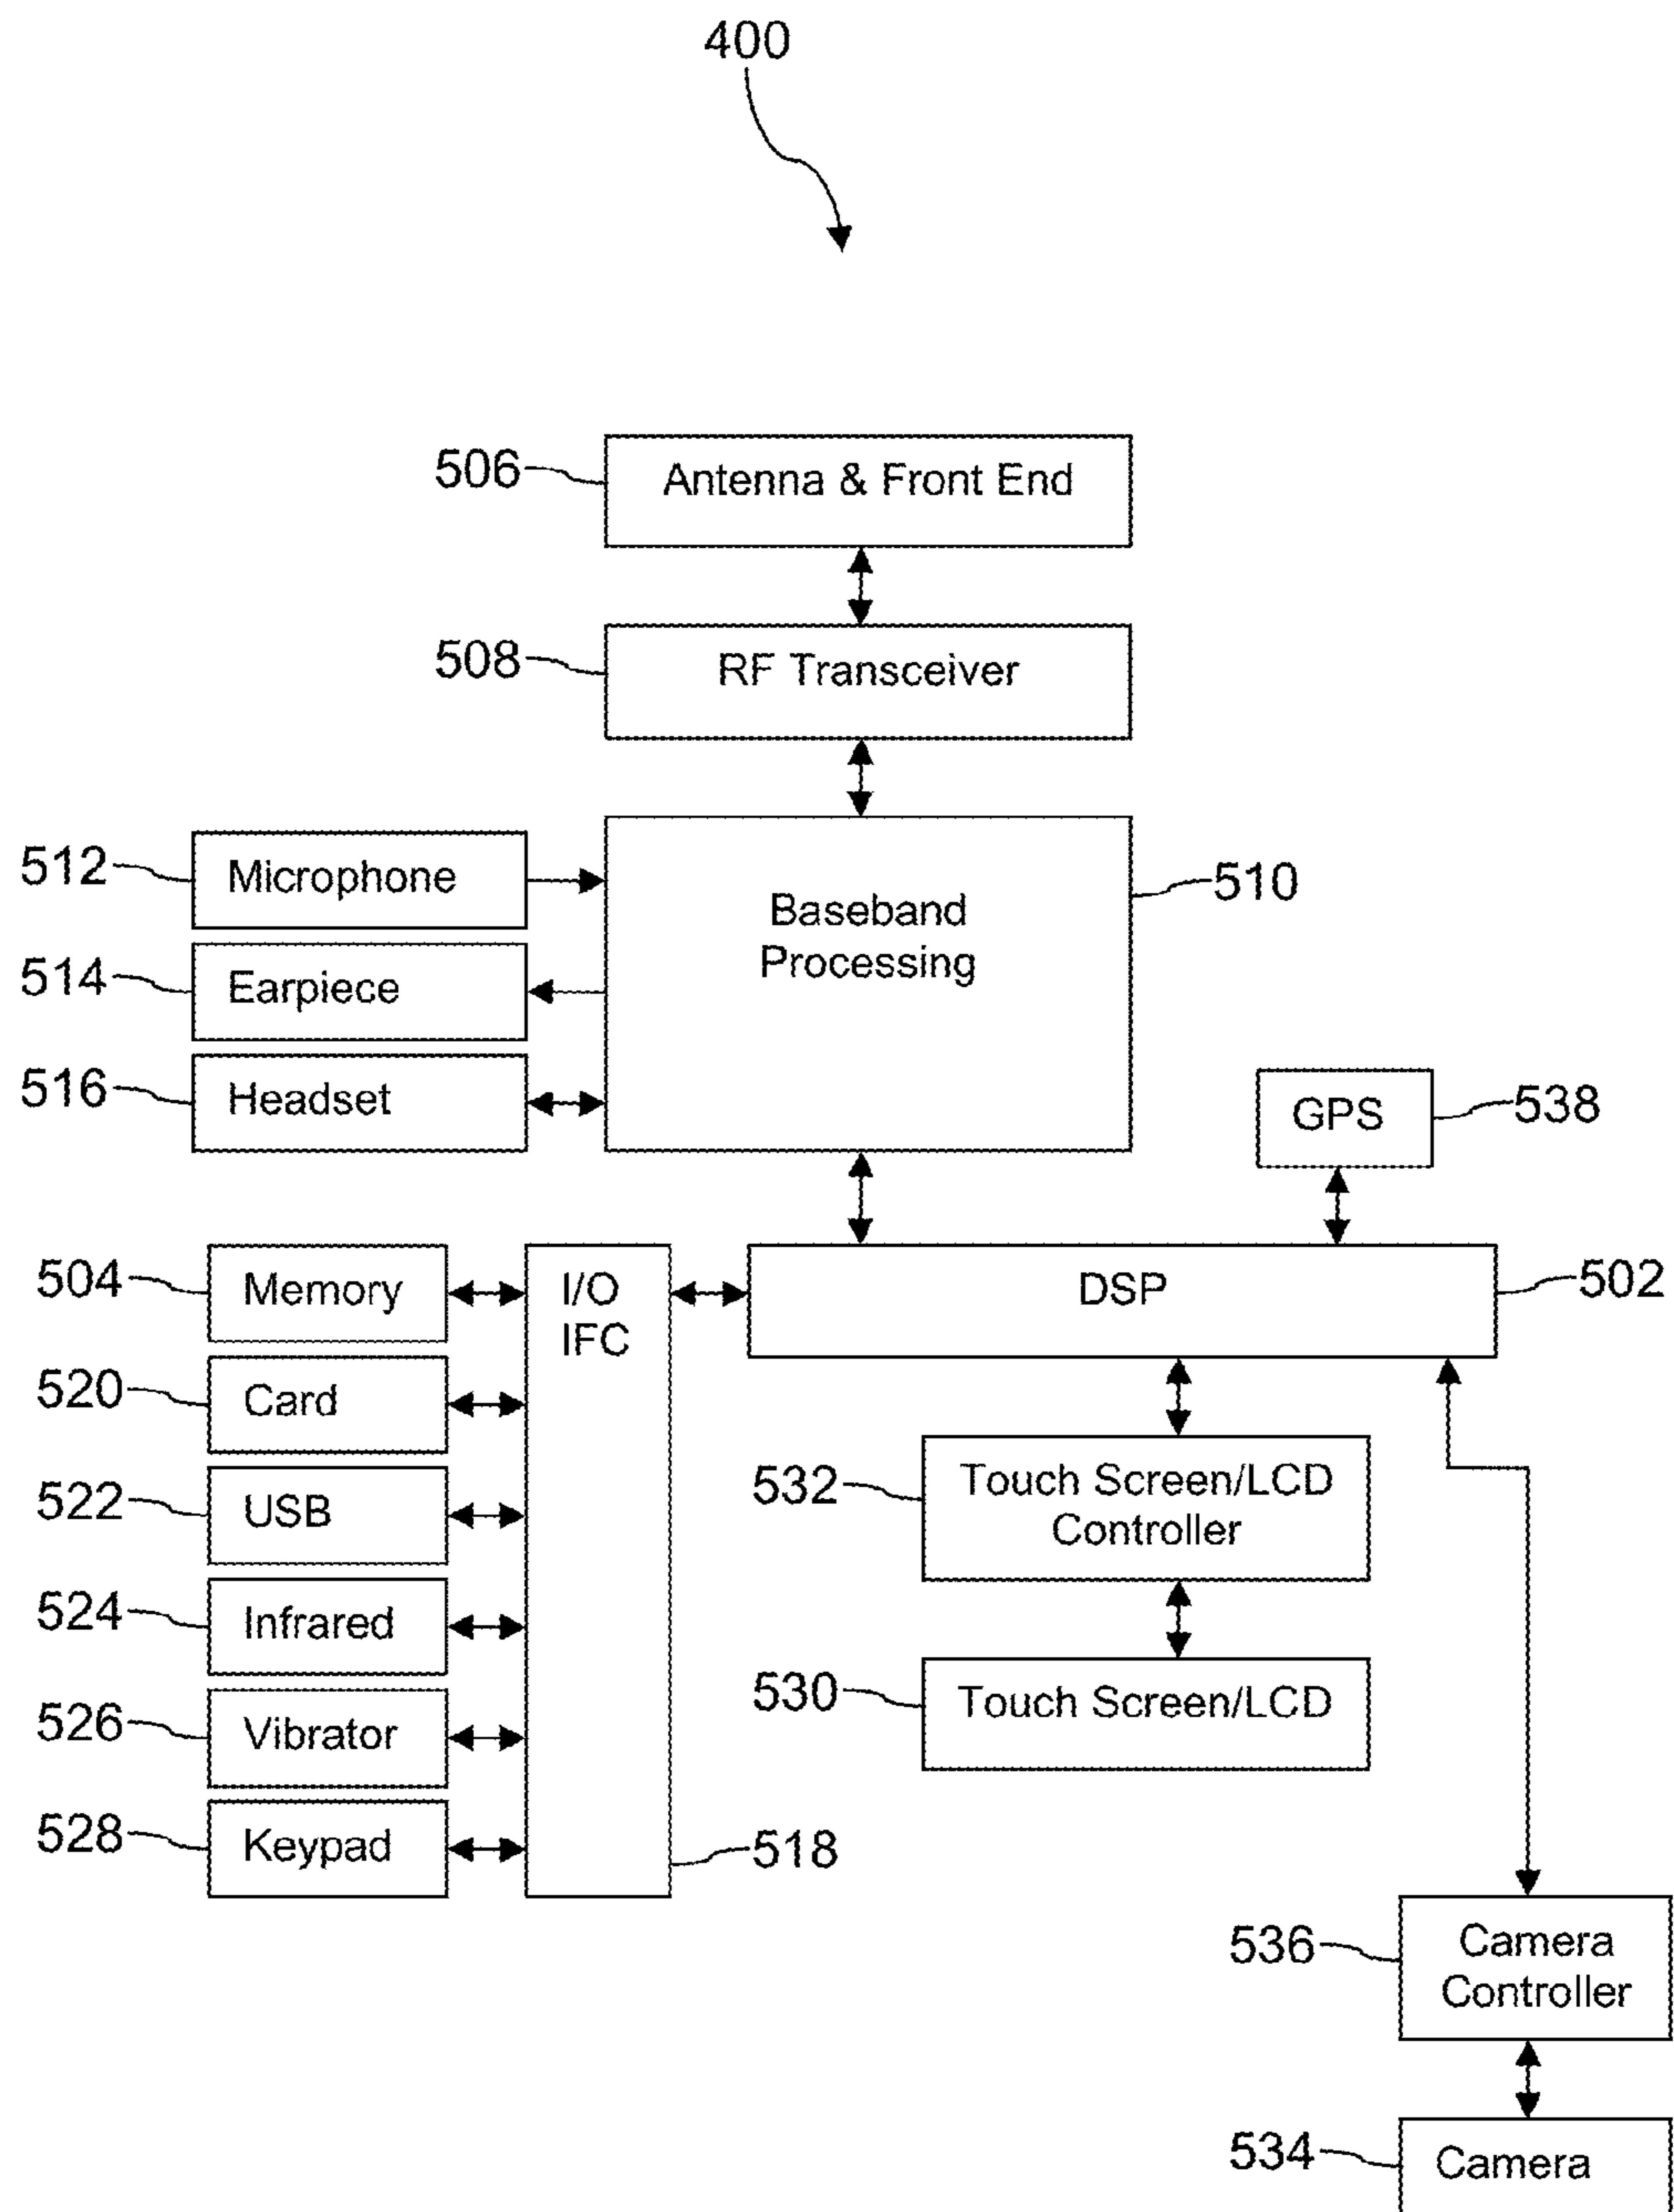 400
506
Antenna & Front End
508
RF Transceiver
512
Microphone
Baseband
Processing
510
514
Earpiece
516
Headset
GPS
538
504
Memory
I/O
IFC
DSP
502
520
Card
522
USB
532
Touch Screen/LCD
Controller
524
Infrared
530
Touch Screen/LCD
526
Vibrator
528
Keypad
518
536
Camera
Controller
534
Camera